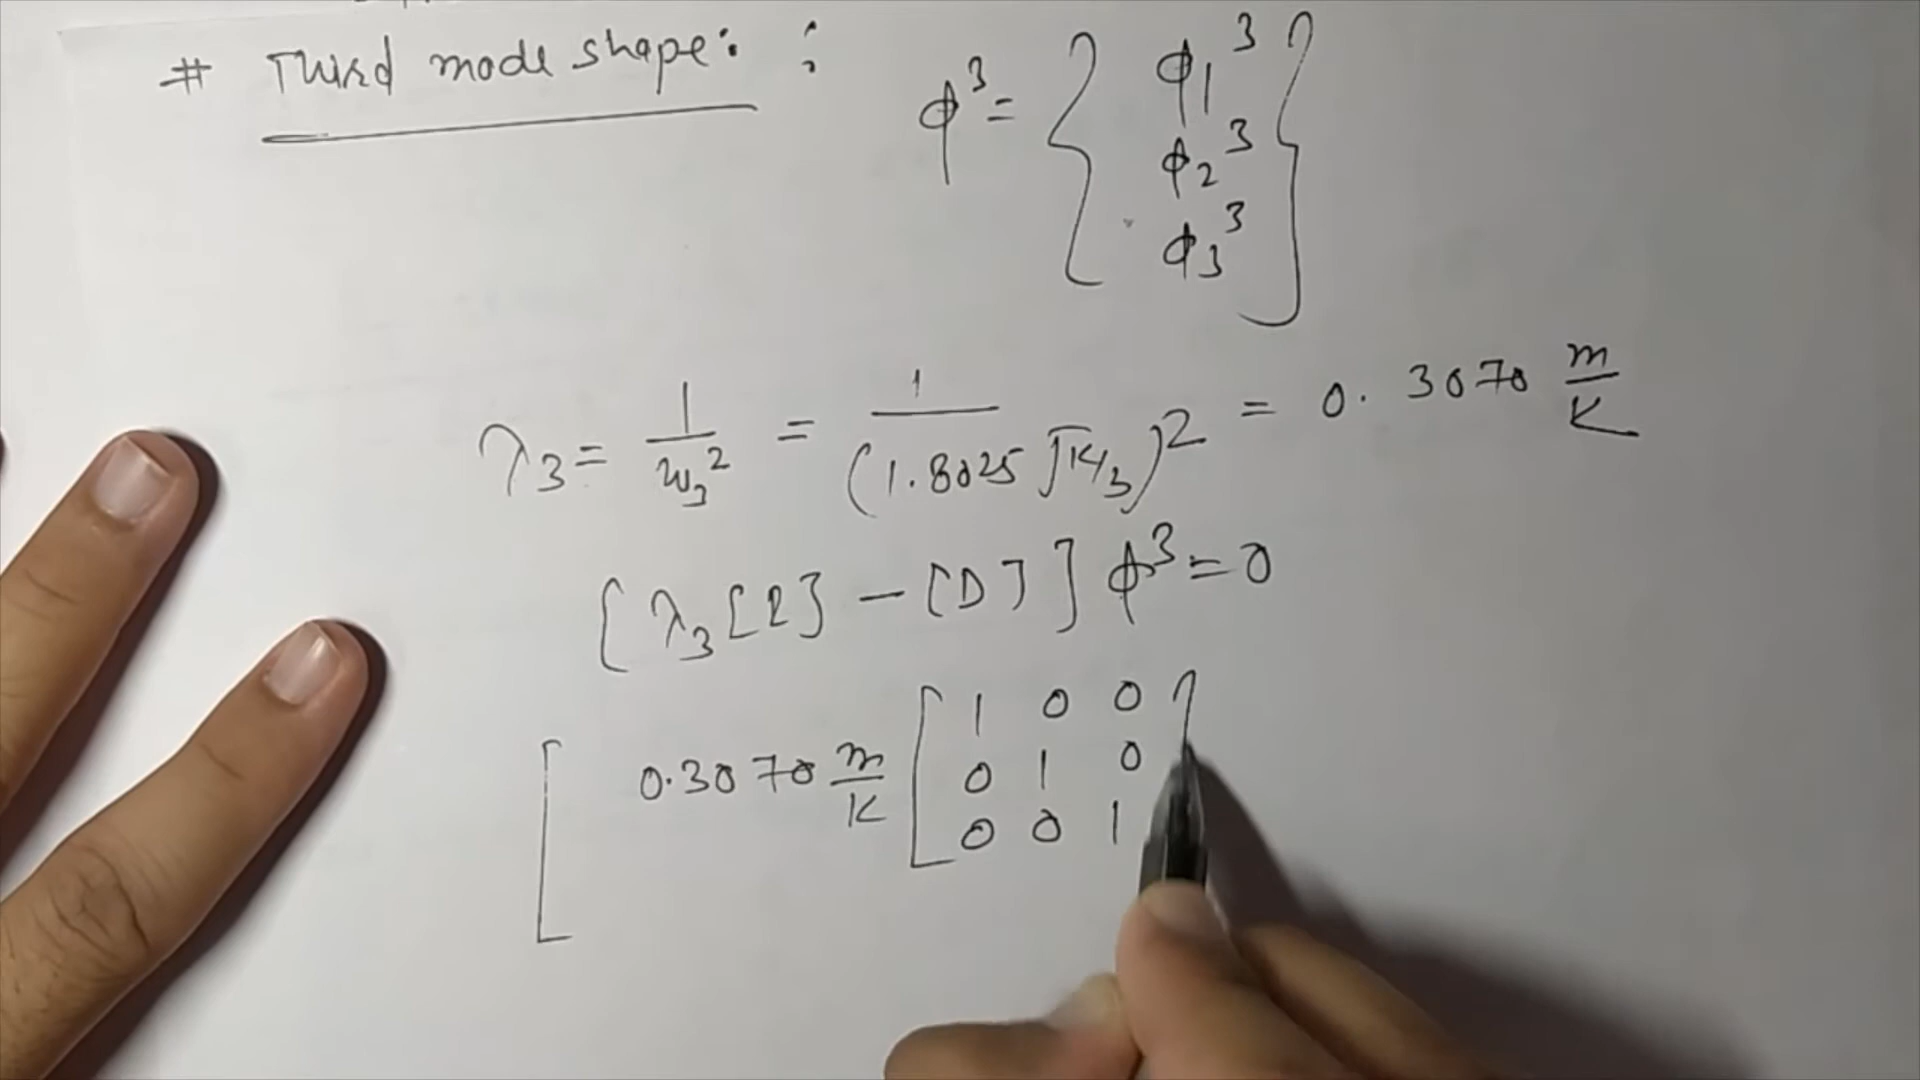 # Third mode shape: :
ϕ³ = { ϕ₁³
ϕ₂³
ϕ₃³ }
λ₃ = 1/ω₃² = 1/(1.8025 √K/3)² = 0.3070 m/K
[λ₃[I] - [D]] ϕ³ = 0
[ 0.3070 m/K [ 1 0 0
0 1 0
0 0 1 ]